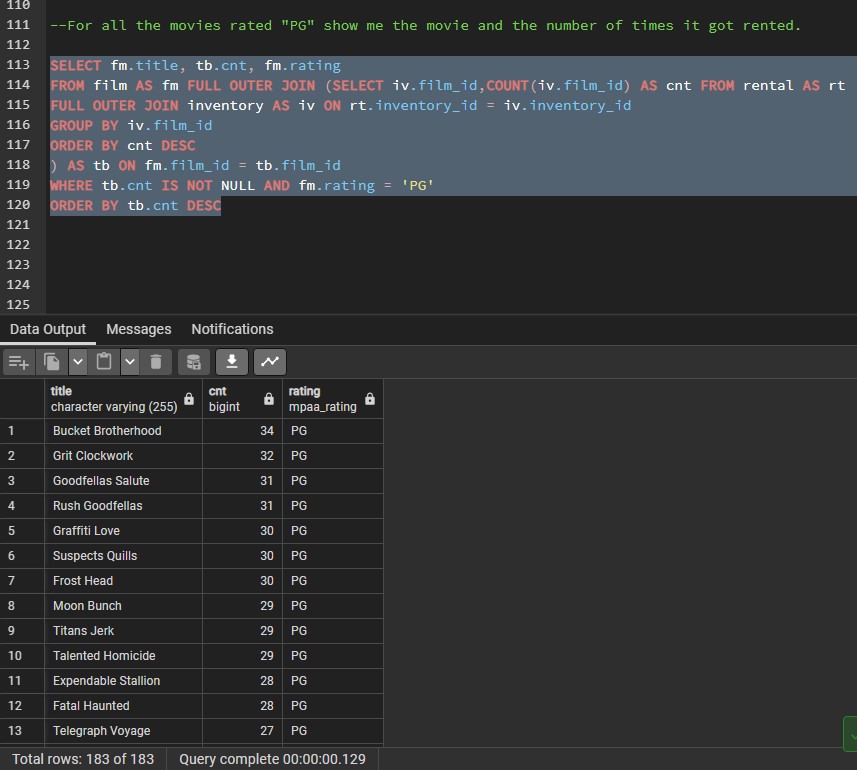 110
111 --For all the movies rated "PG" show me the movie and the number of times it got rented.
112
113 SELECT fm.title, tb.cnt, fm.rating
114 FROM film AS fm FULL OUTER JOIN (SELECT iv.film_id,COUNT(iv.film_id) AS cnt FROM rental AS rt
115 FULL OUTER JOIN inventory AS iv ON rt.inventory_id = iv.inventory_id
116 GROUP BY iv.film_id
117 ORDER BY cnt DESC
118 ) AS tb ON fm.film_id = tb.film_id
119 WHERE tb.cnt IS NOT NULL AND fm.rating = 'PG'
120 ORDER BY tb.cnt DESC
121
122
123
124
125
Data Output Messages Notifications
title cnt rating
character varying (255) bigint mpaa_rating
1 Bucket Brotherhood 34 PG
2 Grit Clockwork 32 PG
3 Goodfellas Salute 31 PG
4 Rush Goodfellas 31 PG
5 Graffiti Love 30 PG
6 Suspects Quills 30 PG
7 Frost Head 30 PG
8 Moon Bunch 29 PG
9 Titans Jerk 29 PG
10 Talented Homicide 29 PG
11 Expendable Stallion 28 PG
12 Fatal Haunted 28 PG
13 Telegraph Voyage 27 PG
Total rows: 183 of 183 Query complete 00:00:00.129